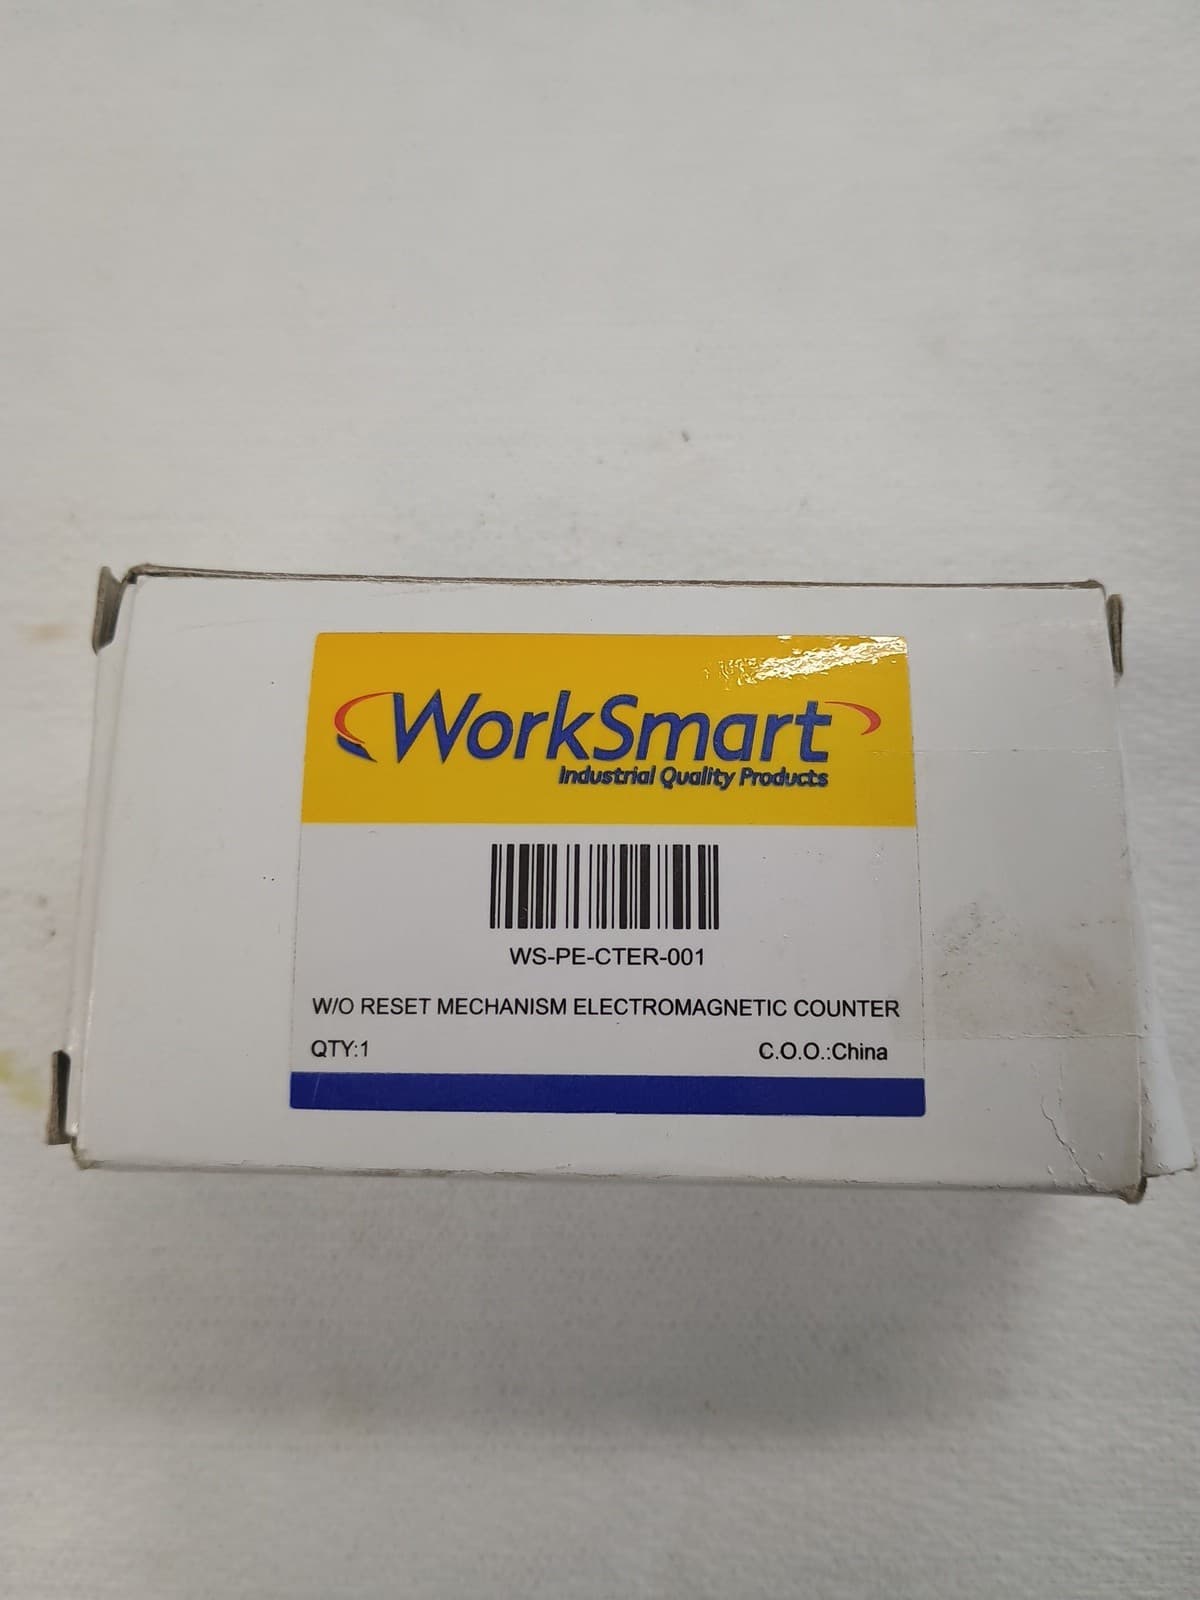 WorkSmart
Industrial Quality Products
WS-PE-CTER-001
W/O RESET MECHANISM ELECTROMAGNETIC COUNTER
QTY:1
C.O.O.:China